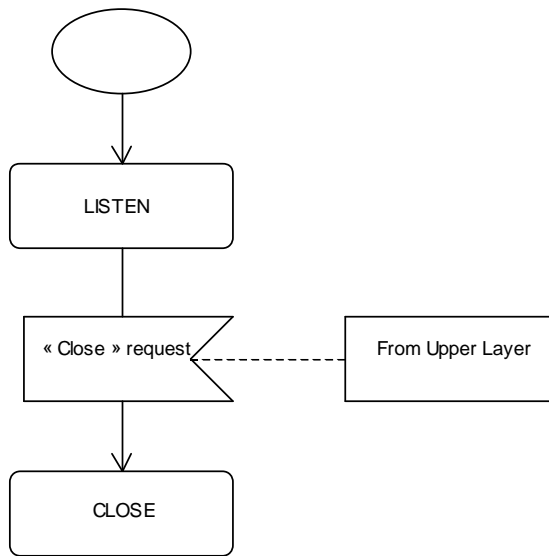 LISTEN
« Close » request
From Upper Layer
CLOSE